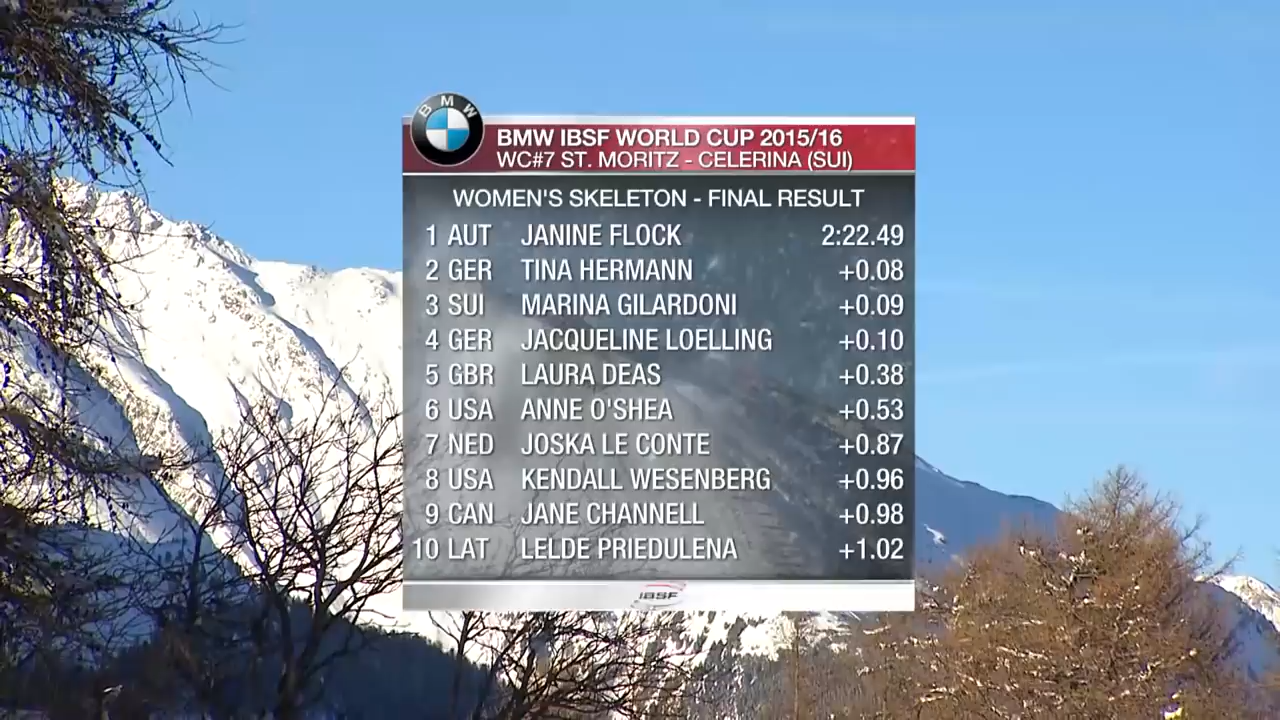 BMW
BMW IBSF WORLD CUP 2015/16
WC#7 ST. MORITZ - CELERINA (SUI)
WOMEN'S SKELETON - FINAL RESULT
1 AUT JANINE FLOCK 2:22.49
2 GER TINA HERMANN +0.08
3 SUI MARINA GILARDONI +0.09
4 GER JACQUELINE LOELLING +0.10
5 GBR LAURA DEAS +0.38
6 USA ANNE O'SHEA +0.53
7 NED JOSKA LE CONTE +0.87
8 USA KENDALL WESENBERG +0.96
9 CAN JANE CHANNELL +0.98
10 LAT LELDE PRIEDULENA +1.02
IBSF